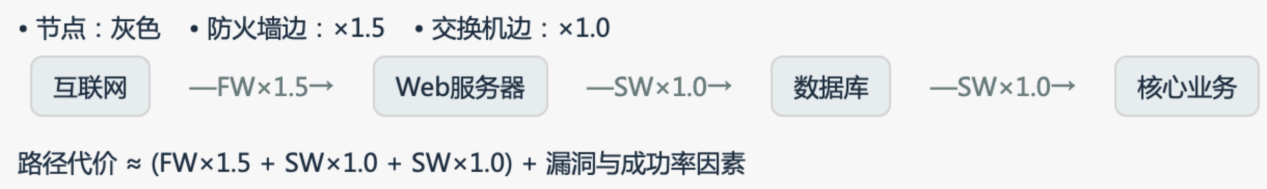 • 节点：灰色 • 防火墙边：×1.5 • 交换机边：×1.0
互联网 —FW×1.5→ Web服务器 —SW×1.0→ 数据库 —SW×1.0→ 核心业务
路径代价 ≈ (FW×1.5 + SW×1.0 + SW×1.0) + 漏洞与成功率因素